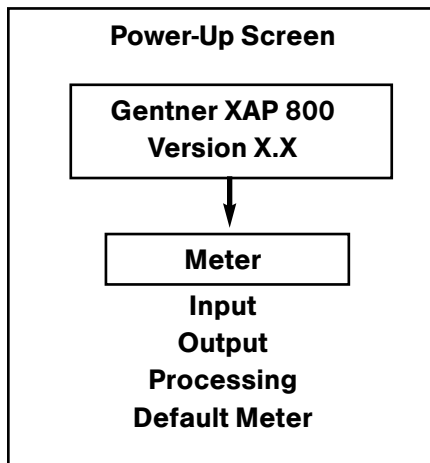 Power-Up Screen
Gentner XAP 800
Version X.X
Meter
Input
Output
Processing
Default Meter